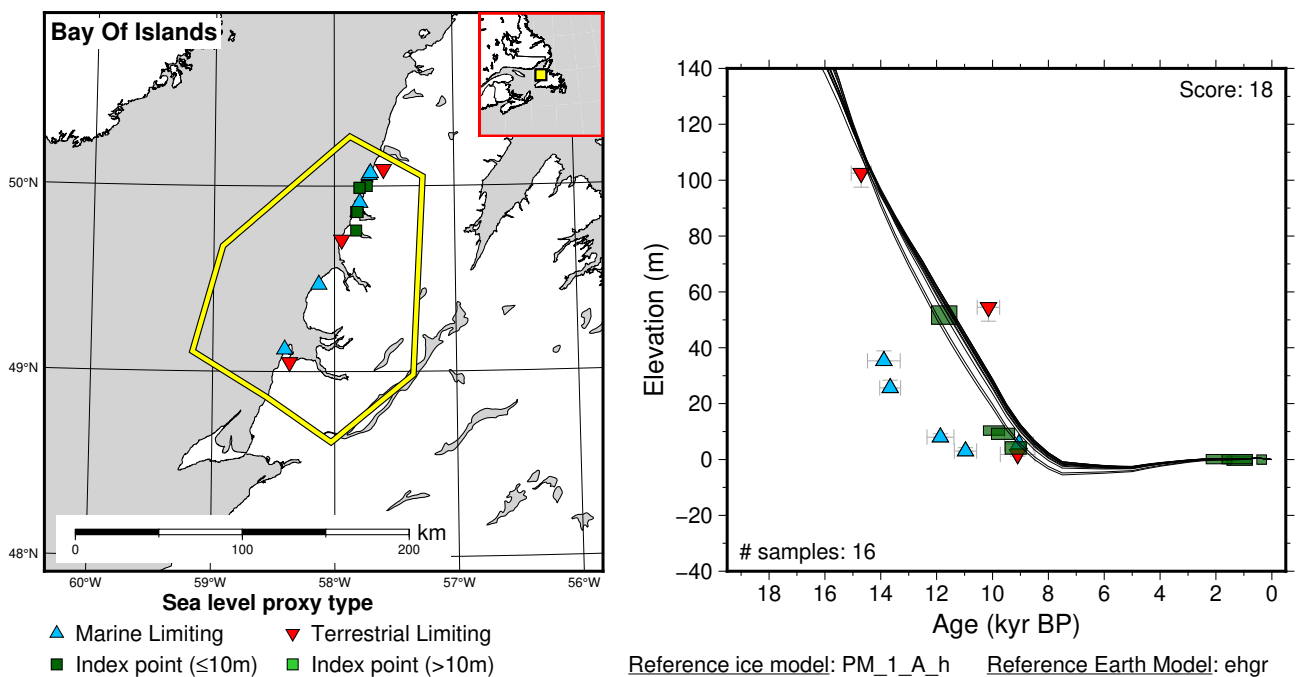 Bay Of Islands
50°N
49°N
48°N
60°W
59°W
58°W
57°W
56°W
0
100
200
km
Sea level proxy type
Marine Limiting
Terrestrial Limiting
Index point (≤10m)
Index point (>10m)
Score: 18
140
120
100
80
60
40
20
0
−20
−40
Elevation (m)
# samples: 16
18 16 14 12 10 8 6 4 2 0
Age (kyr BP)
Reference ice model: PM_1_A_h Reference Earth Model: ehgr